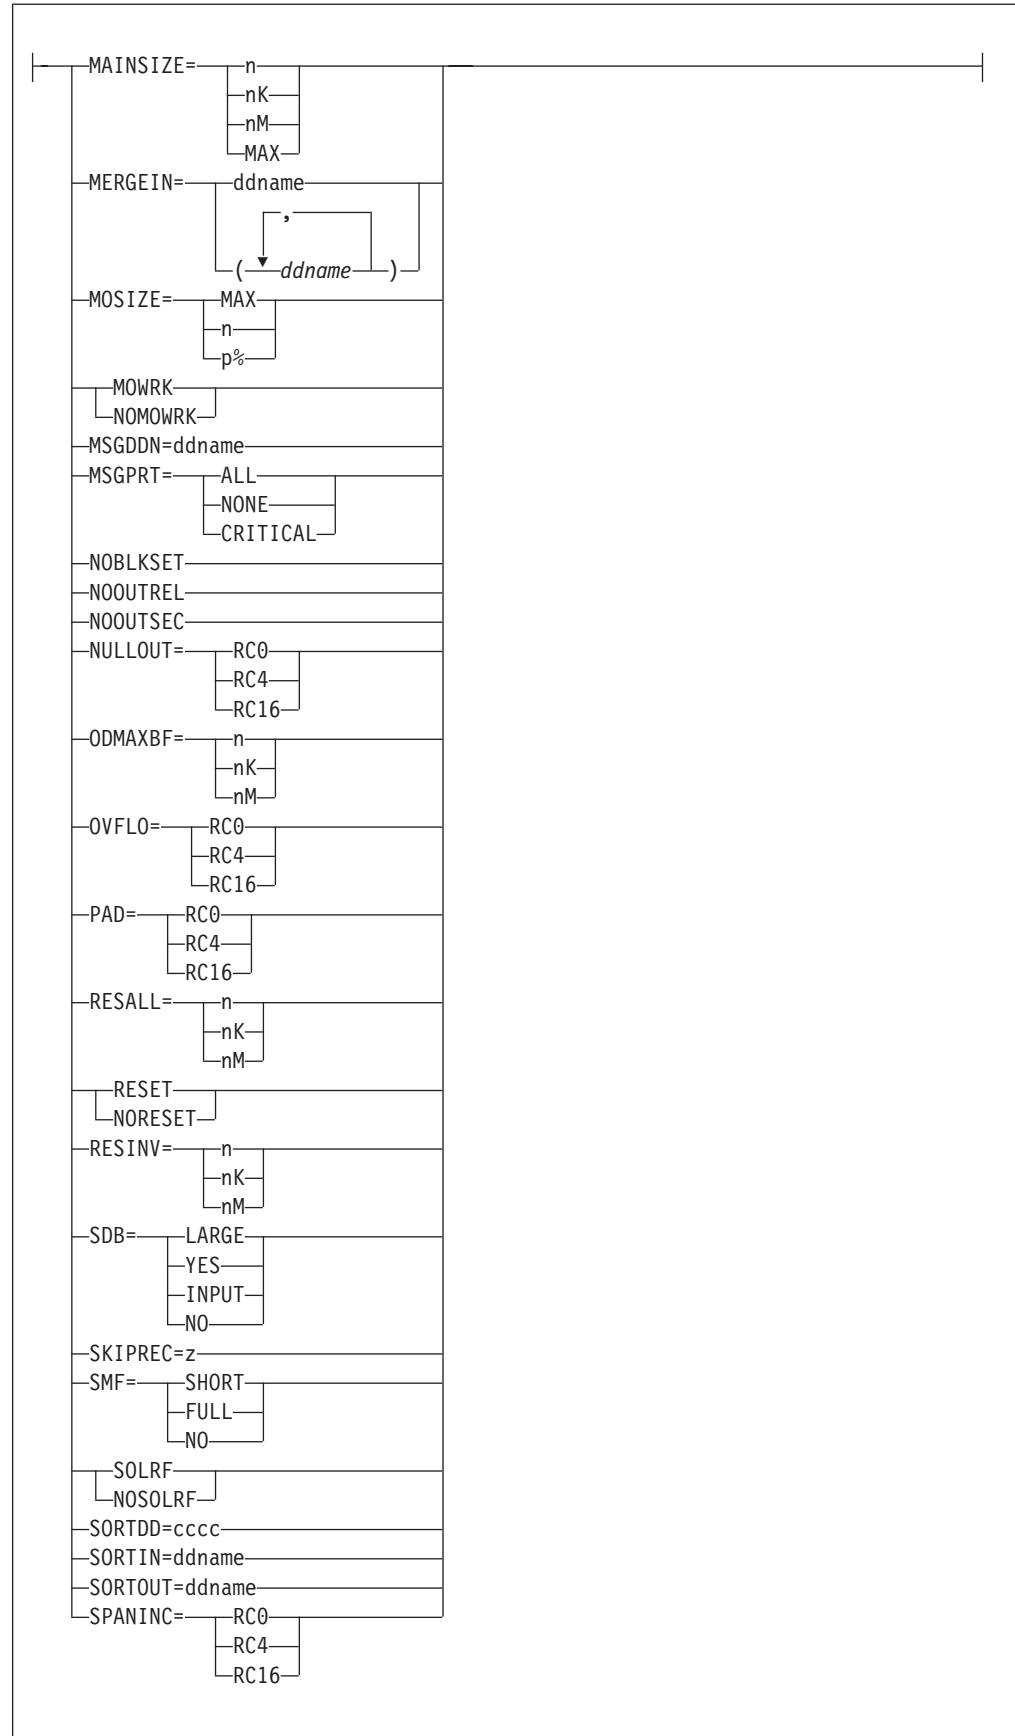 MAINSIZE= n
nK
nM
MAX
MERGEIN= ddname
,
( ddname )
MOSIZE= MAX
n
p%
MOWRK
NOMOWRK
MSGDDN=ddname
MSGPRT= ALL
NONE
CRITICAL
NOBLKSET
NOOUTREL
NOOUTSEC
NULLOUT= RC0
RC4
RC16
ODMAXBF= n
nK
nM
OVFLO= RC0
RC4
RC16
PAD= RC0
RC4
RC16
RESALL= n
nK
nM
RESET
NORESET
RESINV= n
nK
nM
SDB= LARGE
YES
INPUT
NO
SKIPREC=z
SMF= SHORT
FULL
NO
SOLRF
NOSOLRF
SORTDD=cccc
SORTIN=ddname
SORTOUT=ddname
SPANINC= RC0
RC4
RC16